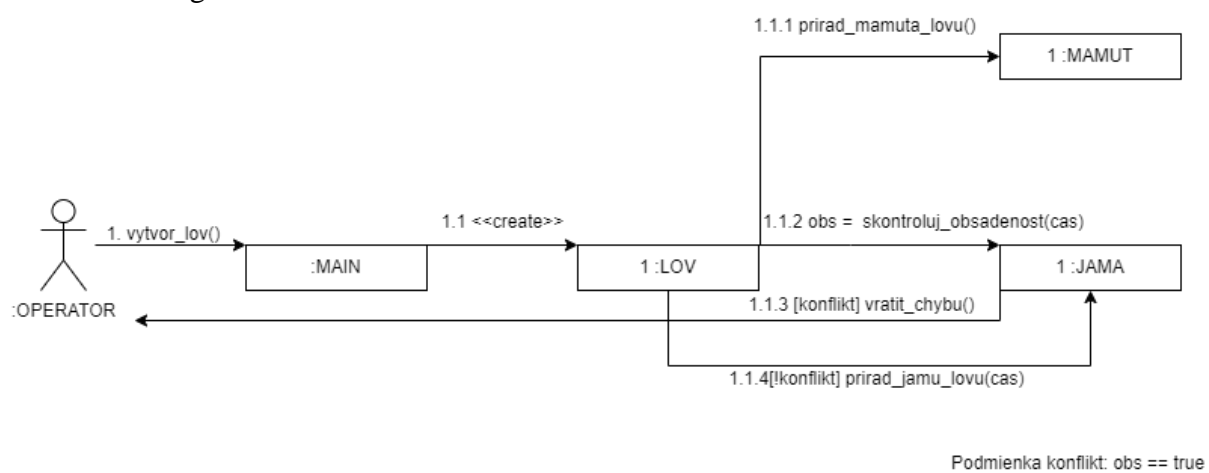 1.1.1 prirad_mamuta_lovu()
1 :MAMUT
1. vytvor_lov()
1.1 <<create>>
1.1.2 obs = skontroluj_obsadenost(cas)
:MAIN
1 :LOV
1 :JAMA
:OPERATOR
1.1.3 [konflikt] vratit_chybu()
1.1.4[!konflikt] prirad_jamu_lovu(cas)
Podmienka konflikt: obs == true